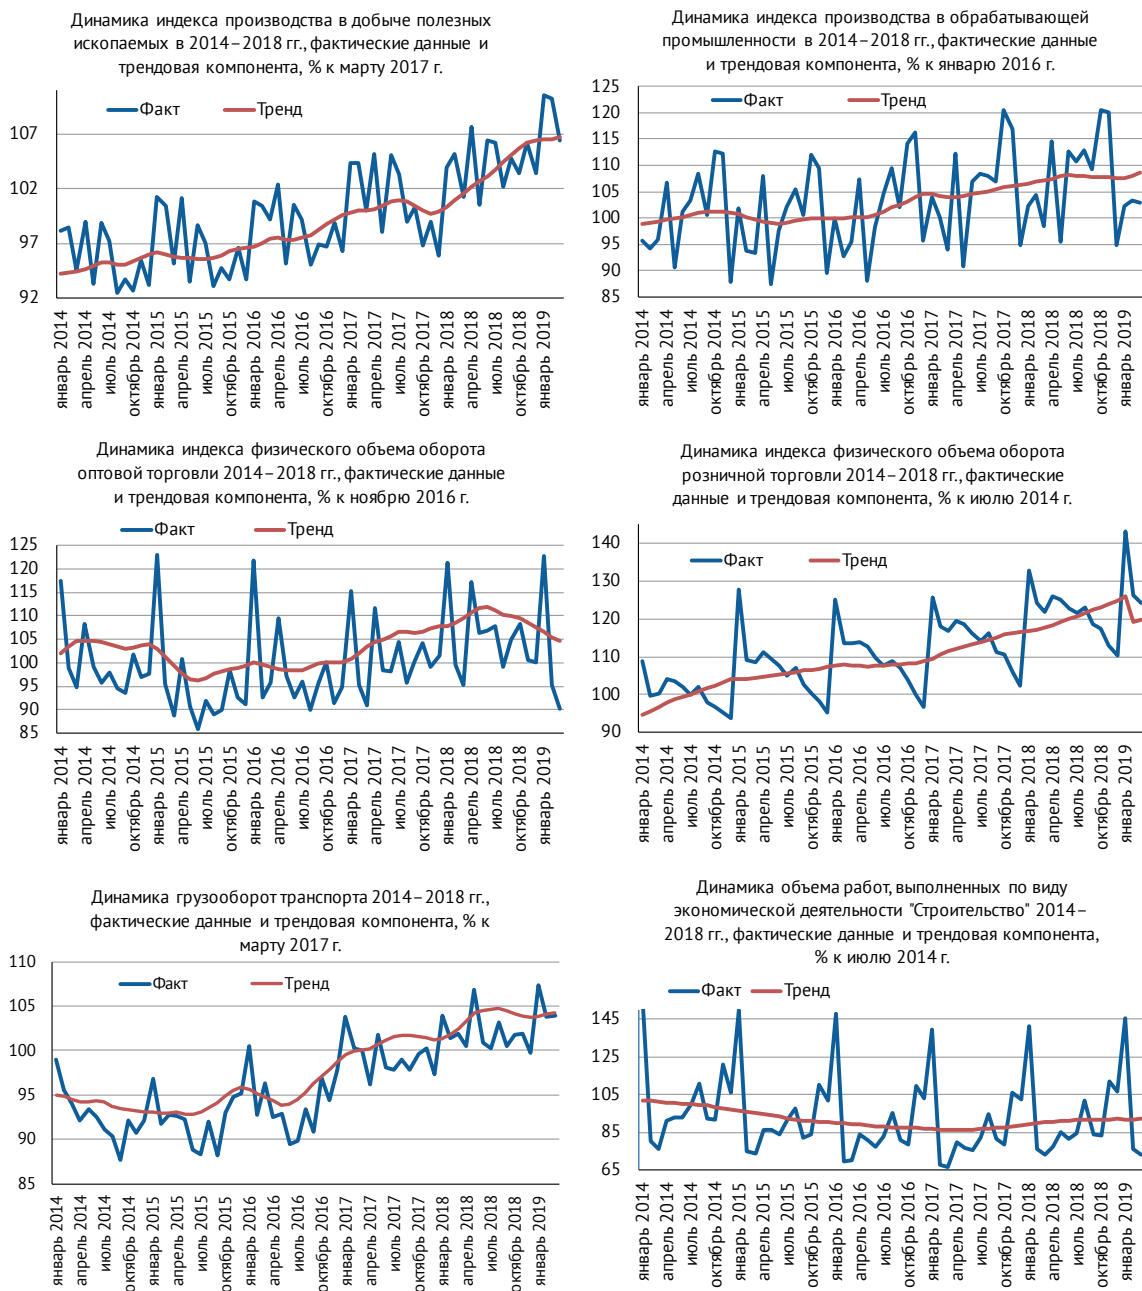 Динамика индекса производства в добыче полезных
ископаемых в 2014–2018 гг., фактические данные и
трендовая компонента, % к марту 2017 г.
Факт
Тренд
107
102
97
92
январь 2014
апрель 2014
июль 2014
октябрь 2014
январь 2015
апрель 2015
июль 2015
октябрь 2015
январь 2016
апрель 2016
июль 2016
октябрь 2016
январь 2017
апрель 2017
июль 2017
октябрь 2017
январь 2018
апрель 2018
июль 2018
октябрь 2018
январь 2019
Динамика индекса производства в обрабатывающей
промышленности в 2014–2018 гг., фактические данные
и трендовая компонента, % к январю 2016 г.
Факт
Тренд
125
120
115
110
105
100
95
90
85
январь 2014
апрель 2014
июль 2014
октябрь 2014
январь 2015
апрель 2015
июль 2015
октябрь 2015
январь 2016
апрель 2016
июль 2016
октябрь 2016
январь 2017
апрель 2017
июль 2017
октябрь 2017
январь 2018
апрель 2018
июль 2018
октябрь 2018
январь 2019
Динамика индекса физического объема оборота
оптовой торговли 2014–2018 гг., фактические данные
и трендовая компонента, % к ноябрю 2016 г.
Факт
Тренд
125
120
115
110
105
100
95
90
85
январь 2014
апрель 2014
июль 2014
октябрь 2014
январь 2015
апрель 2015
июль 2015
октябрь 2015
январь 2016
апрель 2016
июль 2016
октябрь 2016
январь 2017
апрель 2017
июль 2017
октябрь 2017
январь 2018
апрель 2018
июль 2018
октябрь 2018
январь 2019
Динамика индекса физического объема оборота
розничной торговли 2014–2018 гг., фактические
данные и трендовая компонента, % к июлю 2014 г.
Факт
Тренд
140
130
120
110
100
90
январь 2014
апрель 2014
июль 2014
октябрь 2014
январь 2015
апрель 2015
июль 2015
октябрь 2015
январь 2016
апрель 2016
июль 2016
октябрь 2016
январь 2017
апрель 2017
июль 2017
октябрь 2017
январь 2018
апрель 2018
июль 2018
октябрь 2018
январь 2019
Динамика грузооборот транспорта 2014–2018 гг.,
фактические данные и трендовая компонента, % к
марту 2017 г.
Факт
Тренд
110
105
100
95
90
85
январь 2014
апрель 2014
июль 2014
октябрь 2014
январь 2015
апрель 2015
июль 2015
октябрь 2015
январь 2016
апрель 2016
июль 2016
октябрь 2016
январь 2017
апрель 2017
июль 2017
октябрь 2017
январь 2018
апрель 2018
июль 2018
октябрь 2018
январь 2019
Динамика объема работ, выполненных по виду
экономической деятельности "Строительство" 2014–
2018 гг., фактические данные и трендовая компонента,
% к июлю 2014 г.
Факт
Тренд
145
125
105
85
65
январь 2014
апрель 2014
июль 2014
октябрь 2014
январь 2015
апрель 2015
июль 2015
октябрь 2015
январь 2016
апрель 2016
июль 2016
октябрь 2016
январь 2017
апрель 2017
июль 2017
октябрь 2017
январь 2018
апрель 2018
июль 2018
октябрь 2018
январь 2019